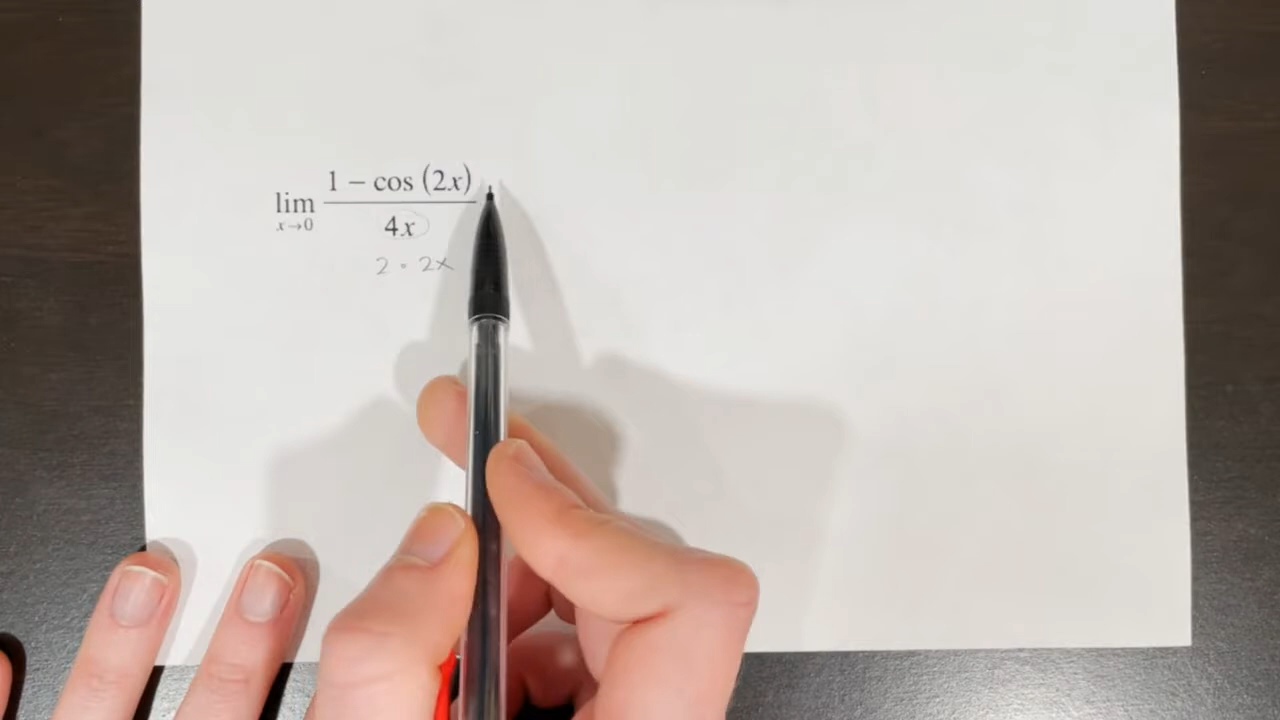 lim x→0 1 − cos (2x) / 4x
2 · 2x